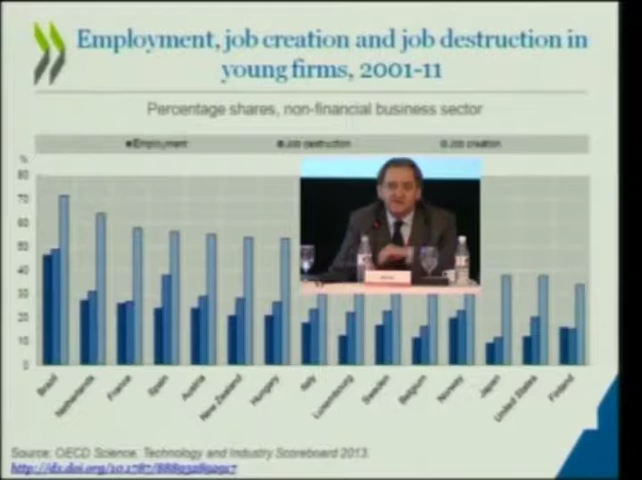 Employment, job creation and job destruction in
young firms, 2001-11
Percentage shares, non-financial business sector
Employment Job destruction Job creation
%
80
70
60
50
40
30
20
10
0
Brazil Netherlands France Spain Austria New Zealand Hungary Italy Luxembourg Sweden Belgium Norway Japan United States Finland
Source: OECD Science, Technology and Industry Scoreboard 2013.